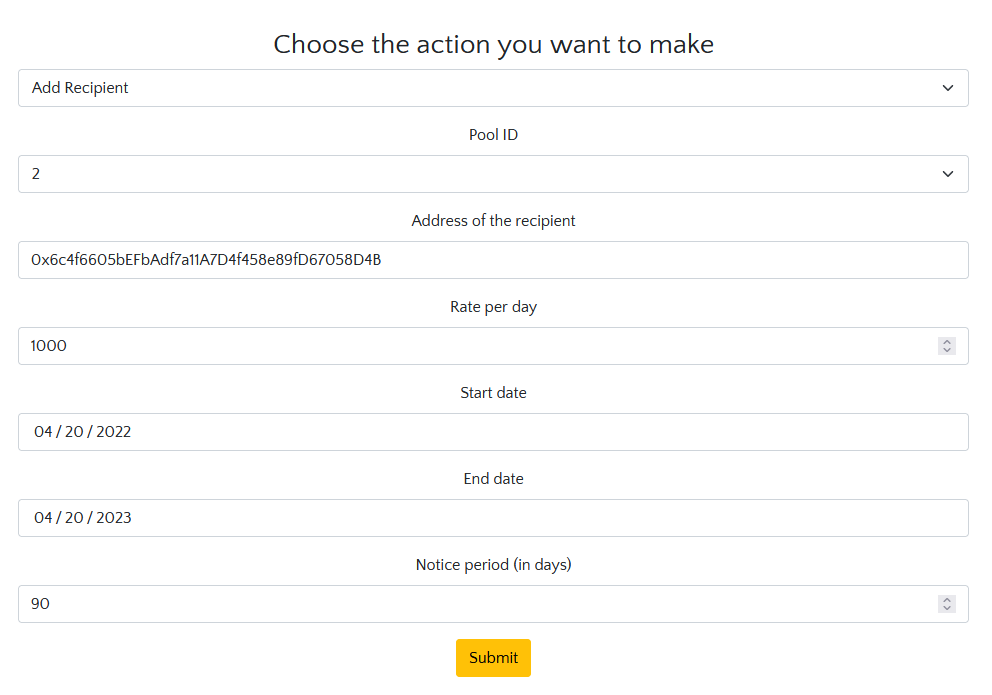 Choose the action you want to make
Add Recipient
Pool ID
2
Address of the recipient
0x6c4f6605bEFbAdf7a11A7D4f458e89fD67058D4B
Rate per day
1000
Start date
04 / 20 / 2022
End date
04 / 20 / 2023
Notice period (in days)
90
Submit